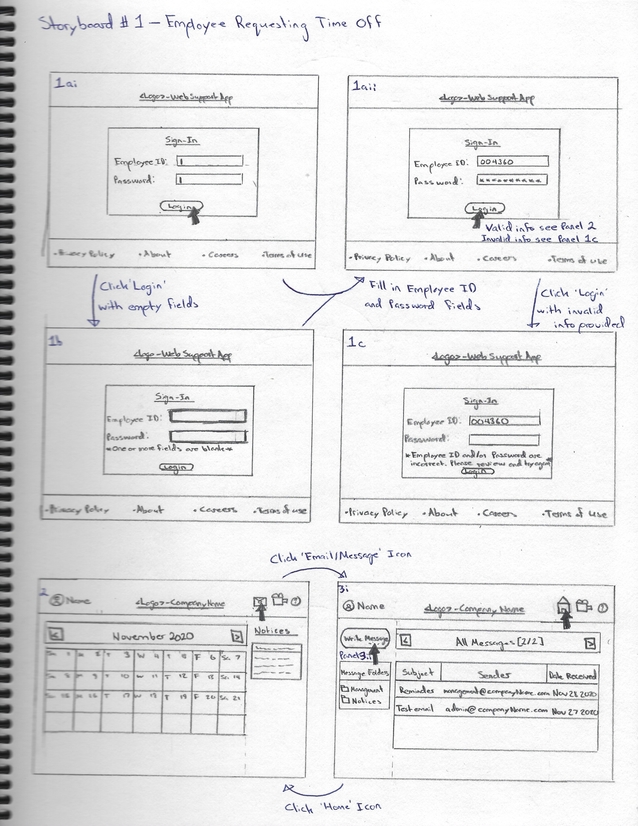 Storyboard #1 – Employee Requesting Time Off
1ai
<Logo>-Web Support App
Sign-In
Employee ID:
Password:
Login
• Privacy Policy • About • Careers • Terms of Use
1aii
<Logo>-Web Support App
Sign-In
Employee ID: 004360
Password: **********
Login
Valid info see Panel 2
Invalid info see Panel 1c
• Privacy Policy • About • Careers • Terms of Use
Click 'Login'
with empty fields
Fill in Employee ID
and Password Fields
Click 'Login'
with invalid
info provided
1b
<Logo>-Web Support App
Sign-In
Employee ID:
Password:
*One or more fields are blank*
Login
• Privacy Policy • About • Careers • Terms of use
1c
<Logo>-Web Support App
Sign-In
Employee ID: 004360
Password:
*Employee ID and/or Password are
incorrect. Please review and try again*
Login
• Privacy Policy • About • Careers • Terms of Use
Click 'Email/Message' Icon
2
Name
<Logo>-Company Name
< November 2020 >
Su 1 M 2 T 3 W 4 T 5 F 6 Sa 7
Su 8 M 9 T 10 W 11 T 12 F 13 Sa 14
Su 15 M 16 T 17 W 18 T 19 F 20 Sa 21
Notices
3i
Name
<Logo>-Company Name
Write Message
Panel 3ii
Message Folders
Management
Notices
< All Messages [2/2] >
Subject Sender Date Received
Reminder management@companyName.com Nov 28 2020
Test email admin@companyName.com Nov 27 2020
Click 'Home' Icon